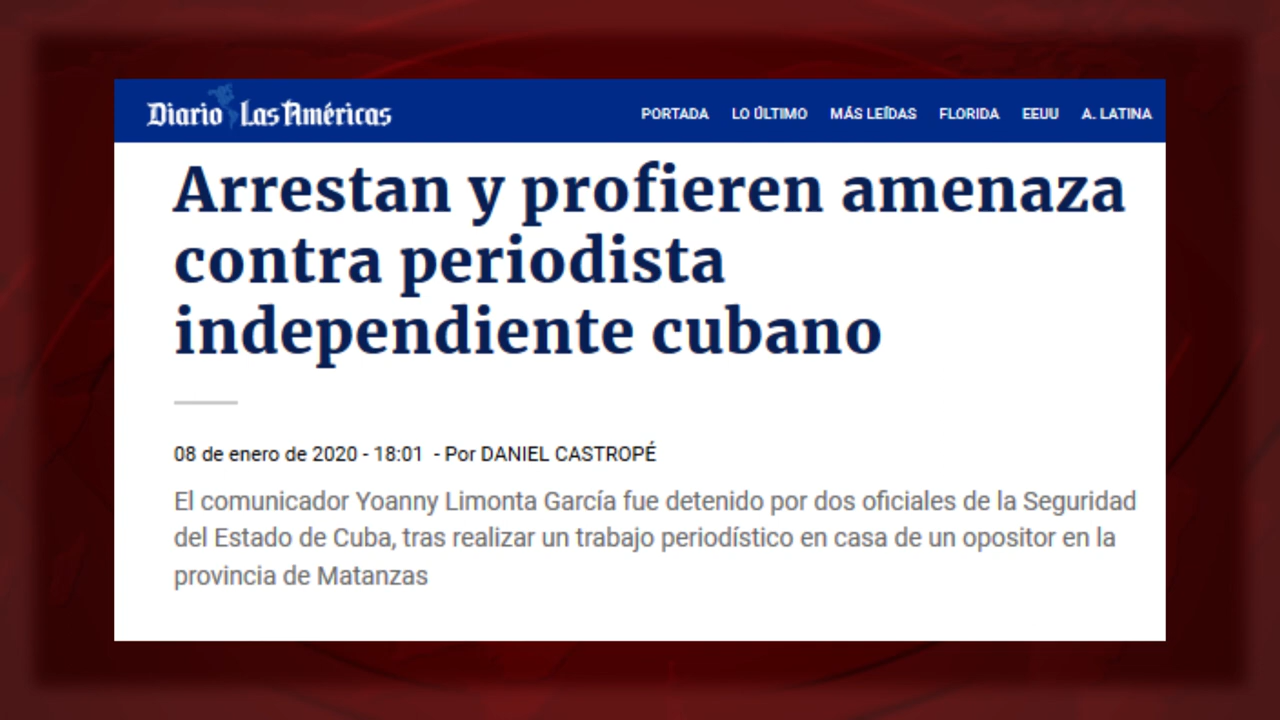 Diario Las Américas
PORTADA LO ÚLTIMO MÁS LEÍDAS FLORIDA EEUU A. LATINA
Arrestan y profieren amenaza
contra periodista
independiente cubano
08 de enero de 2020 - 18:01 - Por DANIEL CASTROPÉ
El comunicador Yoanny Limonta García fue detenido por dos oficiales de la Seguridad
del Estado de Cuba, tras realizar un trabajo periodístico en casa de un opositor en la
provincia de Matanzas